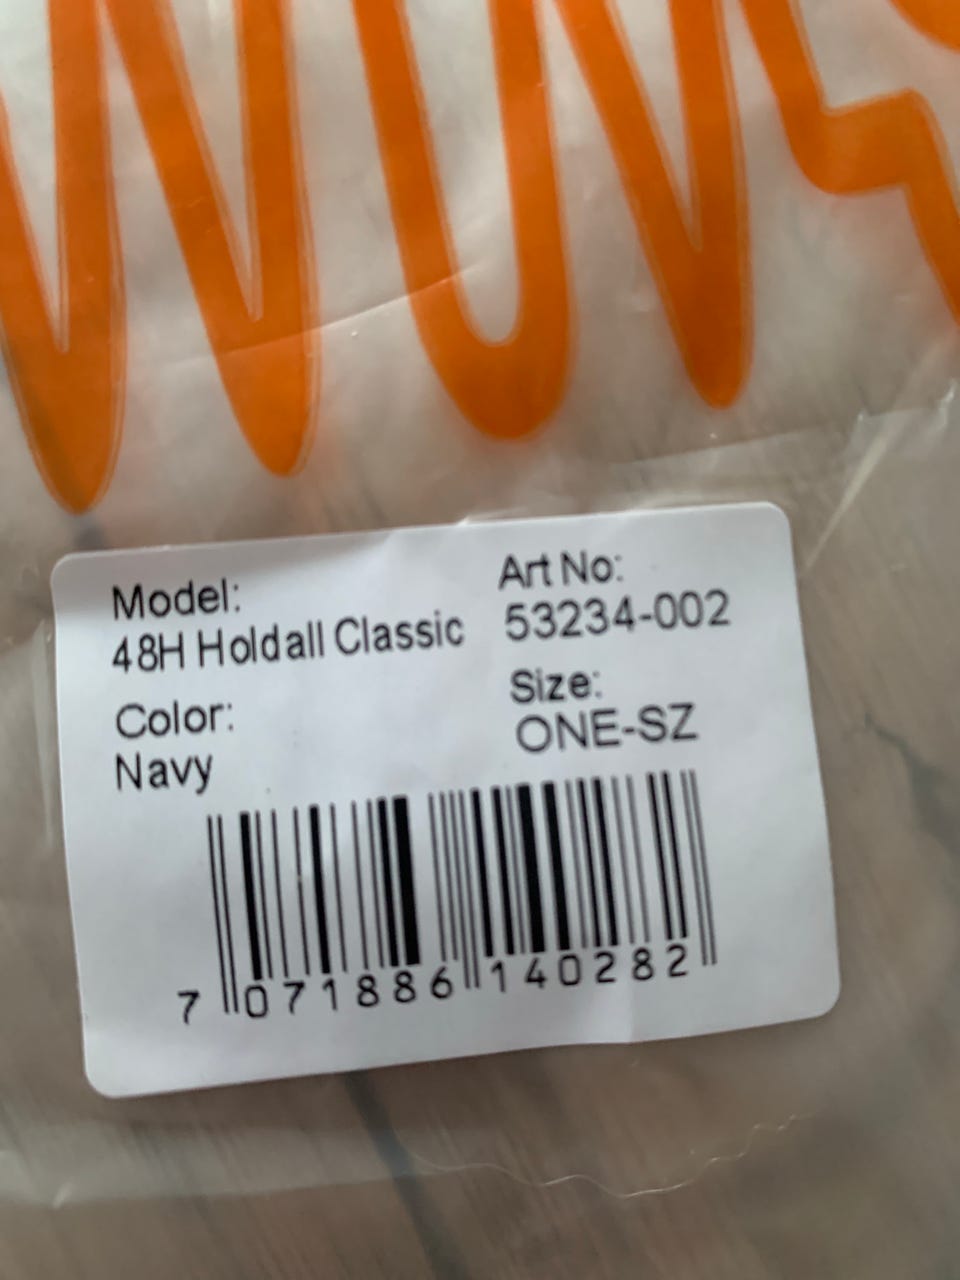 Model:
48H Holdall Classic
Art No:
53234-002
Color:
Navy
Size:
ONE-SZ
7 071886 140282